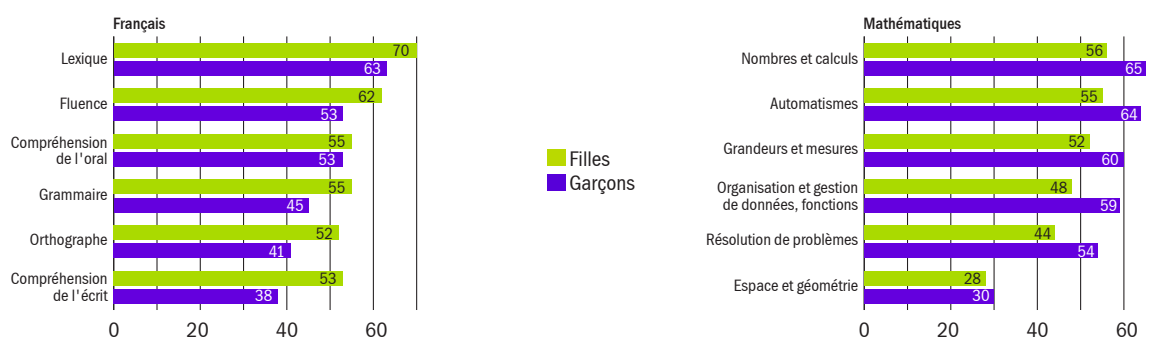 Français
Lexique
70
63
Fluence
62
53
Compréhension
de l'oral
55
53
Grammaire
55
45
Orthographe
52
41
Compréhension
de l'écrit
53
38
0 20 40 60
Filles
Garçons
Mathématiques
Nombres et calculs
56
65
Automatismes
55
64
Grandeurs et mesures
52
60
Organisation et gestion
de données, fonctions
48
59
Résolution de problèmes
44
54
Espace et géométrie
28
30
0 20 40 60